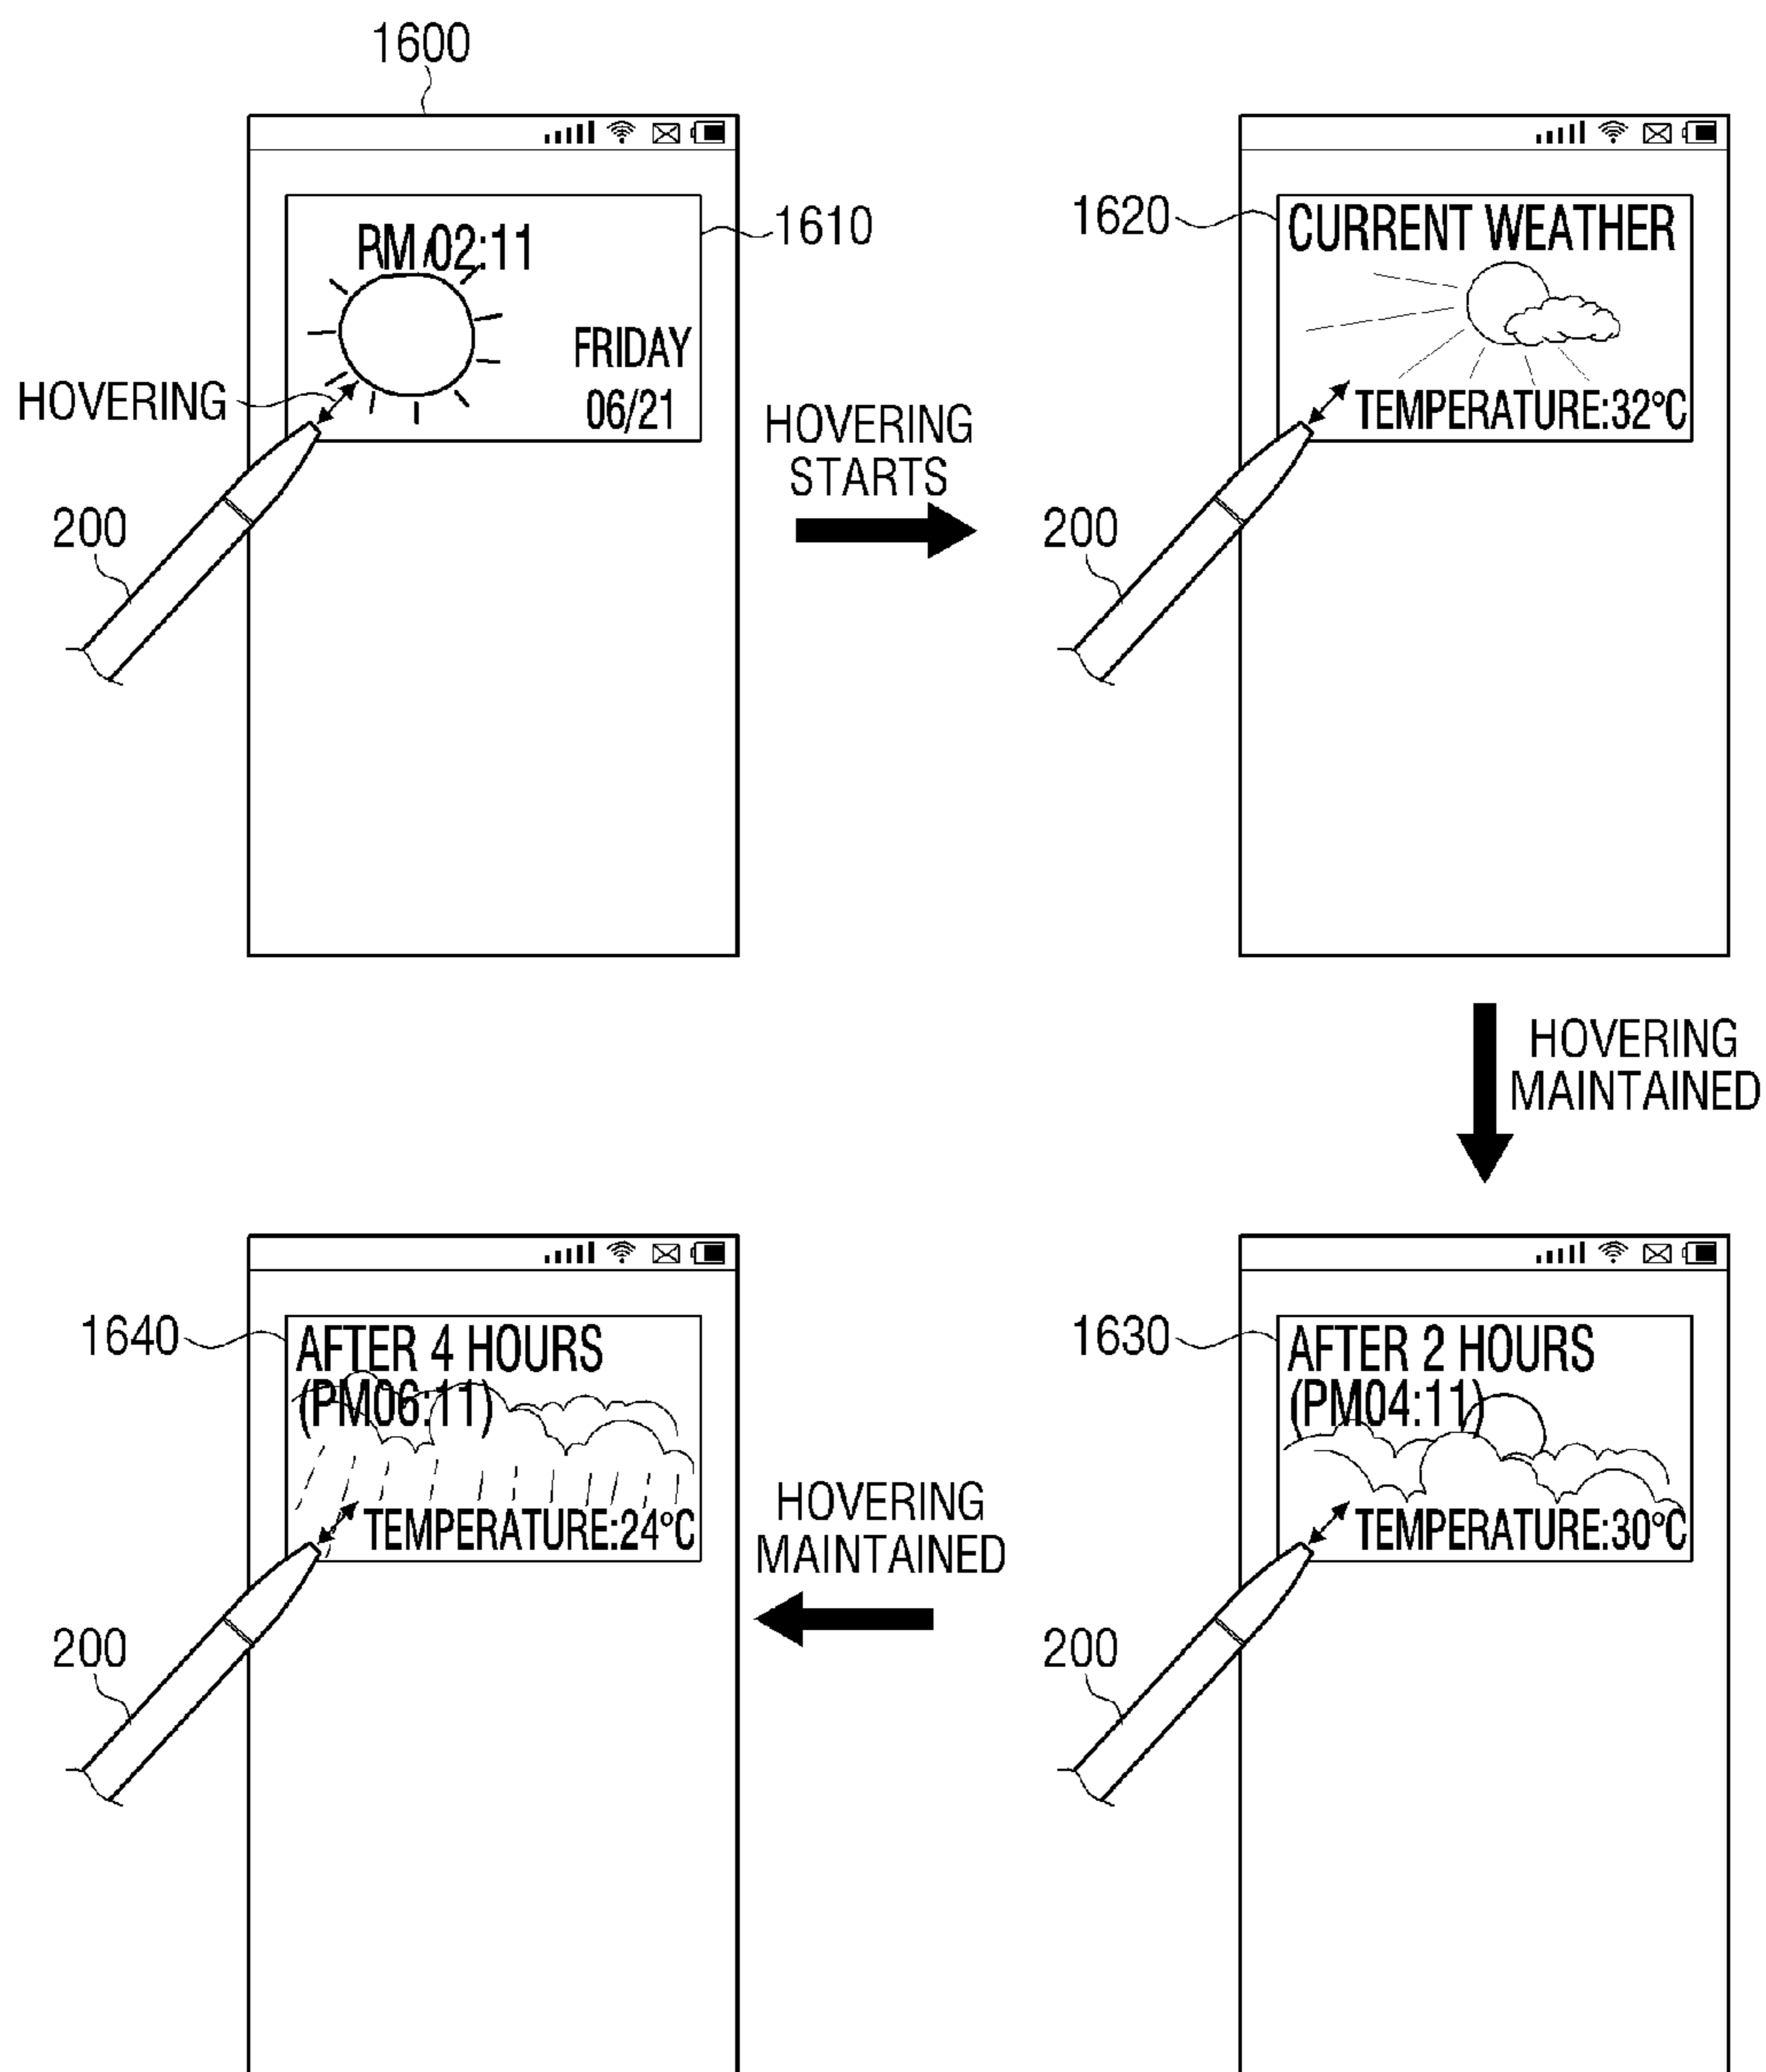 1600
PM 02:11
1610
FRIDAY
06/21
HOVERING
200
HOVERING
STARTS
1620
CURRENT WEATHER
TEMPERATURE:32°C
200
HOVERING
MAINTAINED
1640
AFTER 4 HOURS
(PM06:11)
TEMPERATURE:24°C
200
HOVERING
MAINTAINED
1630
AFTER 2 HOURS
(PM04:11)
TEMPERATURE:30°C
200